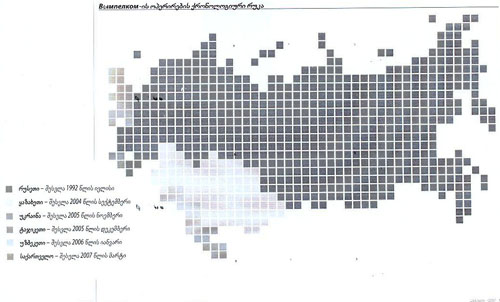 Вымпелком-ის ოპერირების ქრონოლოგიური რუკა
რუსეთი – შესვლა 1992 წლის ივლისი
ყაზახეთი – შესვლა 2004 წლის სექტემბერი
უკრაინა – შესვლა 2005 წლის ნოემბერი
ტაჯიკეთი – შესვლა 2005 წლის დეკემბერი
უზბეკეთი – შესვლა 2006 წლის იანვარი
საქართველო – შესვლა 2007 წლის მარტი